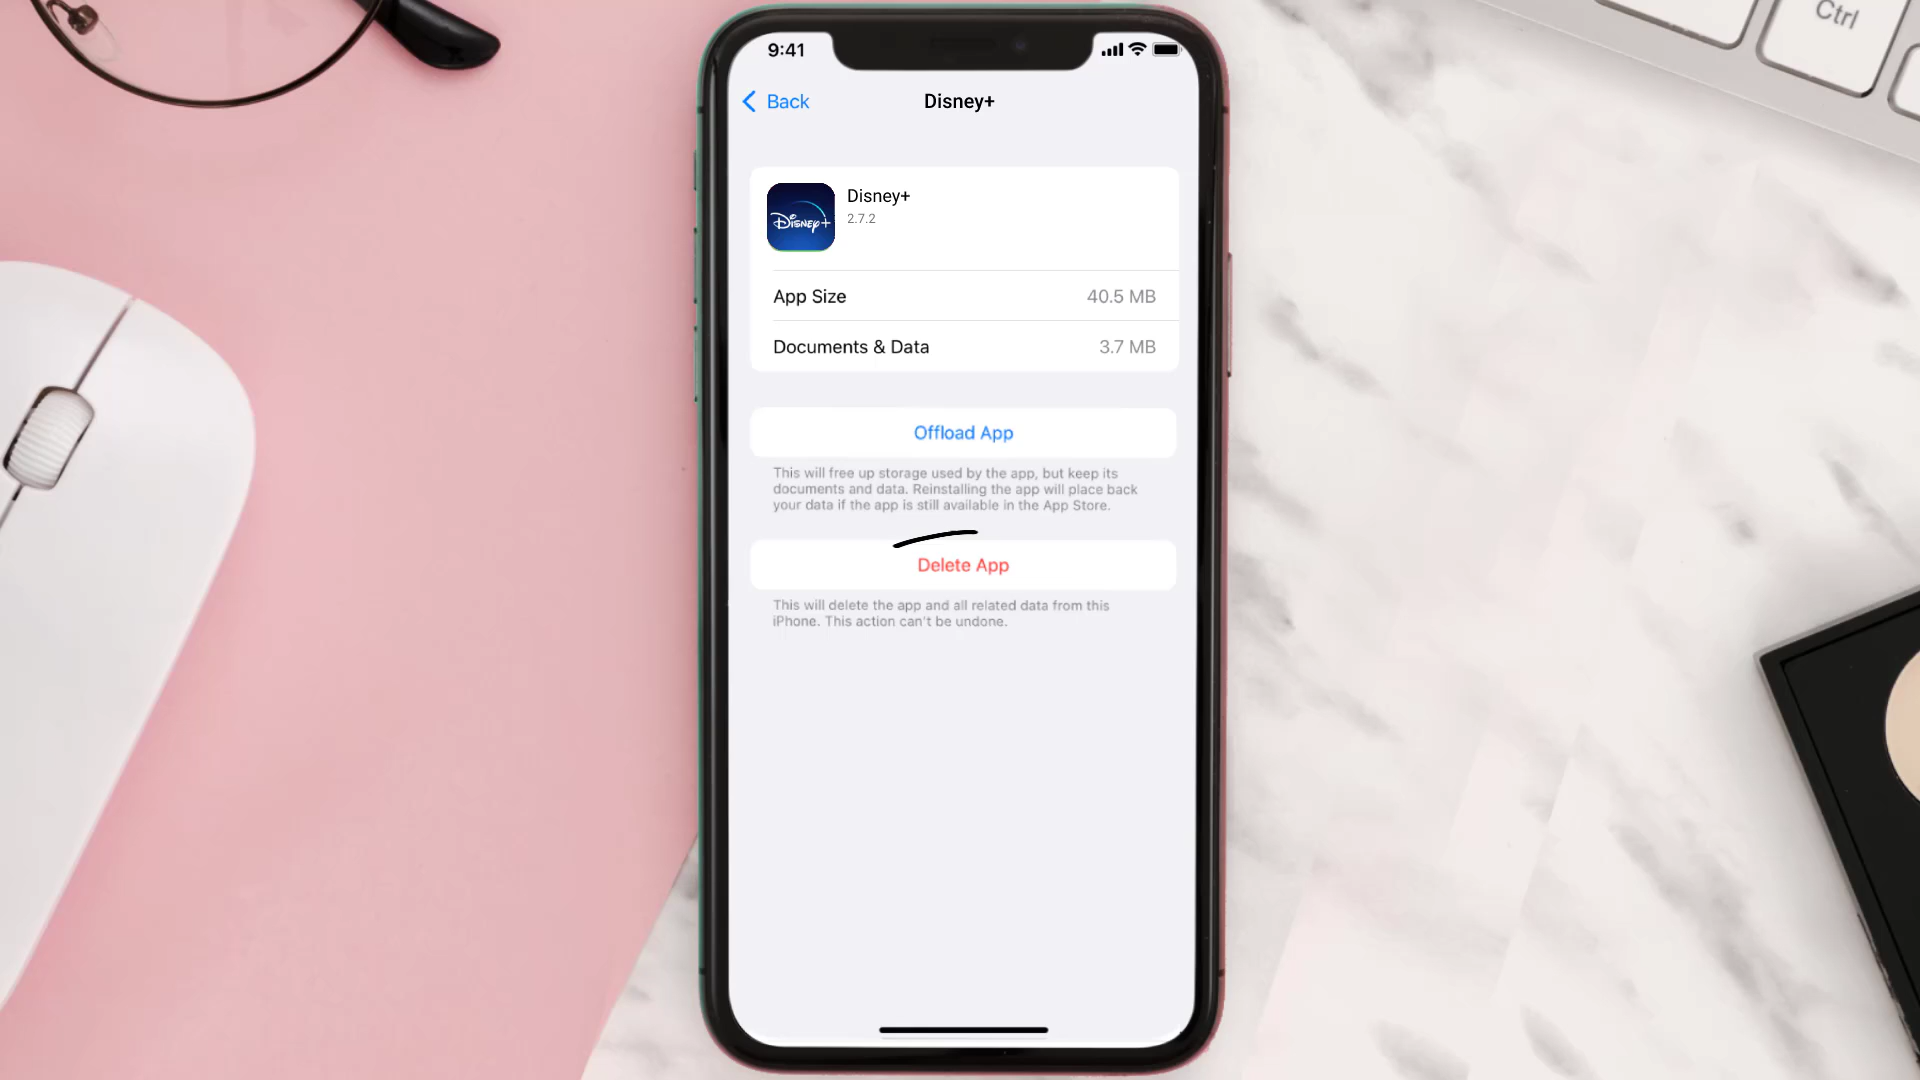 Ctrl
9:41
Back
Disney+
Disney+
Disney+
2.7.2
App Size
40.5 MB
Documents & Data
3.7 MB
Offload App
This will free up storage used by the app, but keep its
documents and data. Reinstalling the app will place back
your data if the app is still available in the App Store.
Delete App
This will delete the app and all related data from this
iPhone. This action can't be undone.